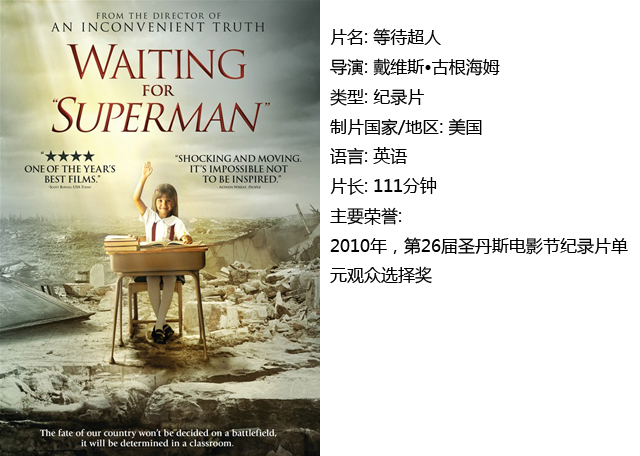 FROM THE DIRECTOR OF
AN INCONVENIENT TRUTH
WAITING
FOR
"SUPERMAN"
"★★★★
ONE OF THE YEAR'S
BEST FILMS."
"SHOCKING AND MOVING.
IT'S IMPOSSIBLE NOT
TO BE INSPIRED."
The fate of our country won't be decided on a battlefield,
it will be determined in a classroom.
片名: 等待超人
导演: 戴维斯•古根海姆
类型: 纪录片
制片国家/地区: 美国
语言: 英语
片长: 111分钟
主要荣誉:
2010年，第26届圣丹斯电影节纪录片单
元观众选择奖